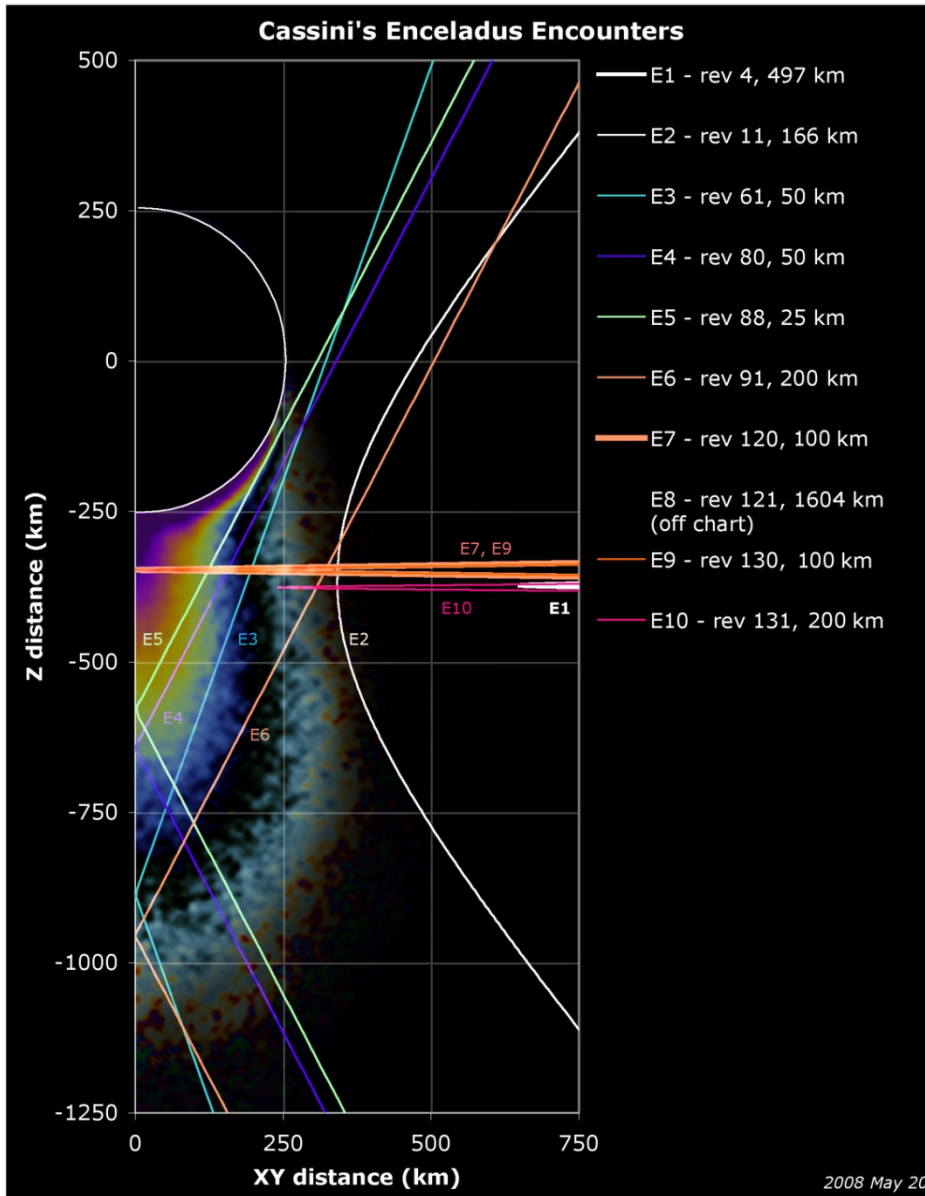 Cassini's Enceladus Encounters
500
250
0
-250
-500
-750
-1000
-1250
Z distance (km)
0
250
500
750
XY distance (km)
E7, E9
E10
E1
E5
E3
E2
E4
E6
E1 - rev 4, 497 km
E2 - rev 11, 166 km
E3 - rev 61, 50 km
E4 - rev 80, 50 km
E5 - rev 88, 25 km
E6 - rev 91, 200 km
E7 - rev 120, 100 km
E8 - rev 121, 1604 km
(off chart)
E9 - rev 130, 100 km
E10 - rev 131, 200 km
2008 May 20